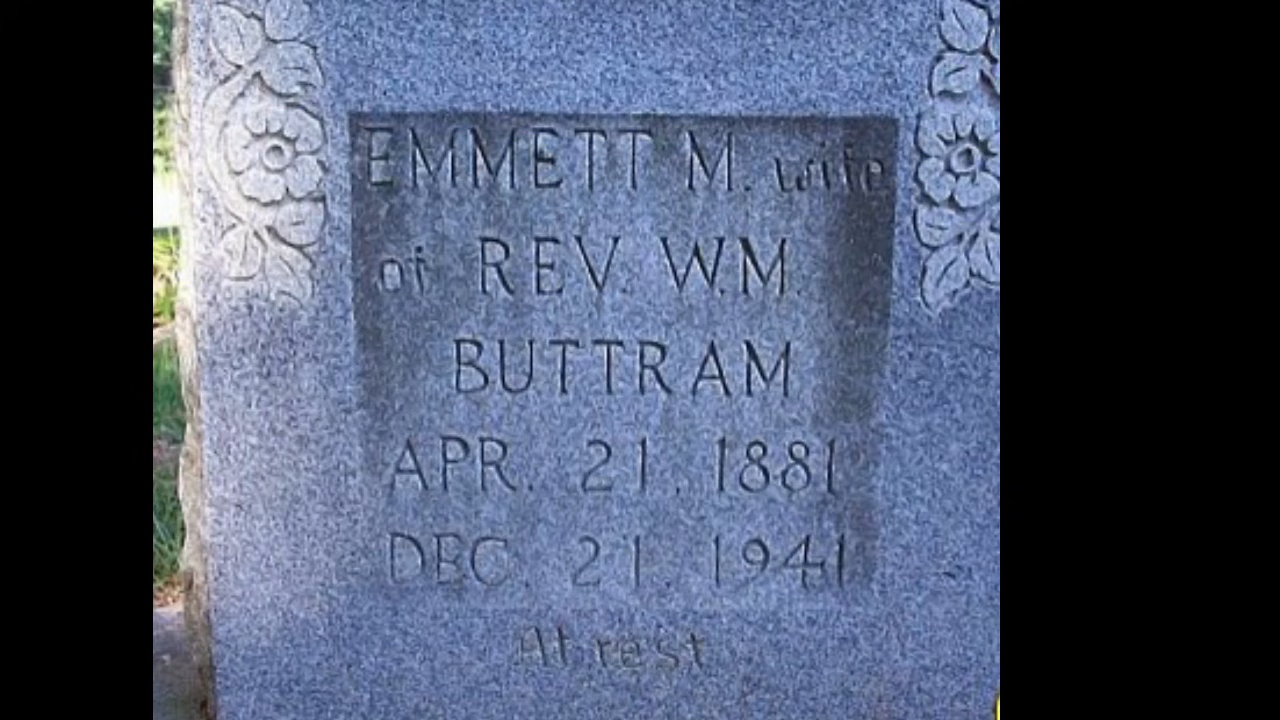 EMMETT M. wife
of REV. W.M.
BUTTRAM
APR. 21, 1881
DEC. 21, 1941
At rest